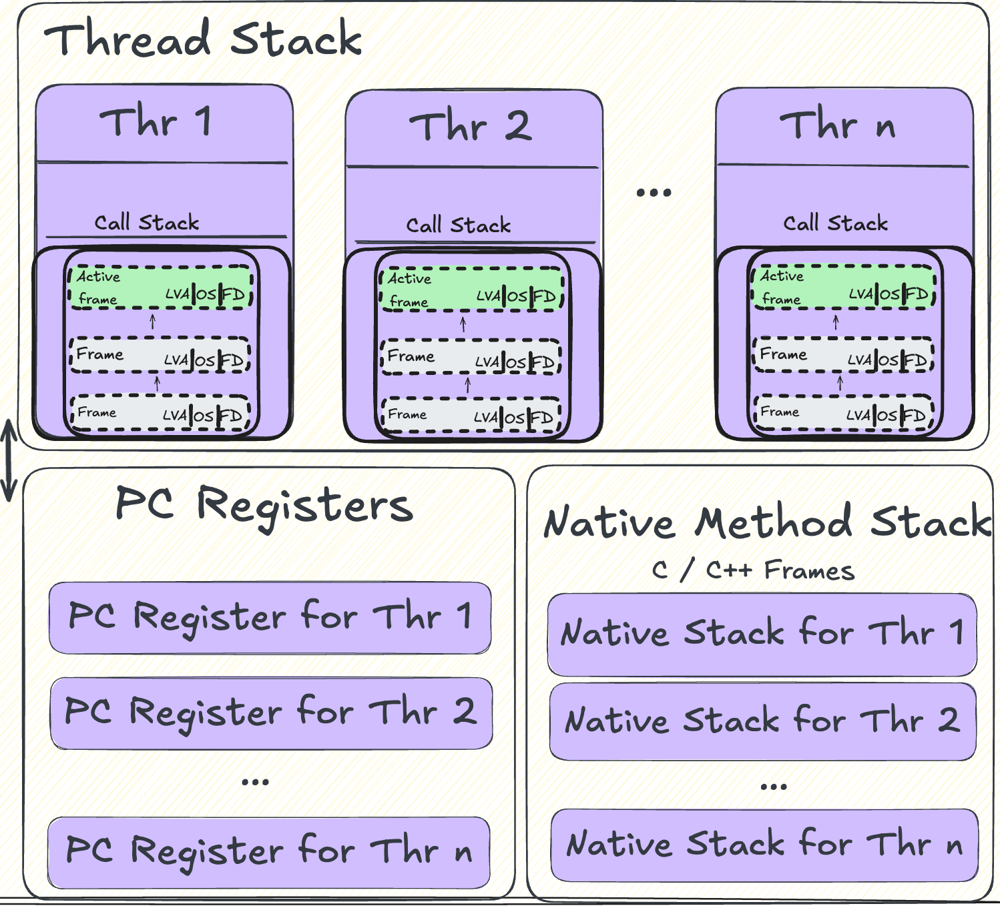 Thread Stack
Thr 1
Call Stack
Active
frame
LVA OS FD
Frame
LVA OS FD
Frame
LVA OS FD
Thr 2
Call Stack
Active
frame
LVA OS FD
Frame
LVA OS FD
Frame
LVA OS FD
...
Thr n
Call Stack
Active
frame
LVA OS FD
Frame
LVA OS FD
Frame
LVA OS FD
PC Registers
PC Register for Thr 1
PC Register for Thr 2
...
PC Register for Thr n
Native Method Stack
C / C++ Frames
Native Stack for Thr 1
Native Stack for Thr 2
...
Native Stack for Thr n